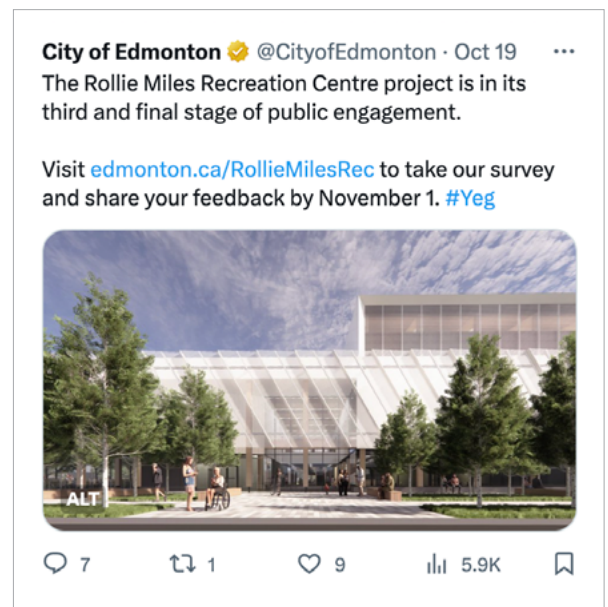 City of Edmonton @CityofEdmonton · Oct 19 ···
The Rollie Miles Recreation Centre project is in its
third and final stage of public engagement.
Visit edmonton.ca/RollieMilesRec to take our survey
and share your feedback by November 1. #Yeg
ALT
7 1 9 5.9K